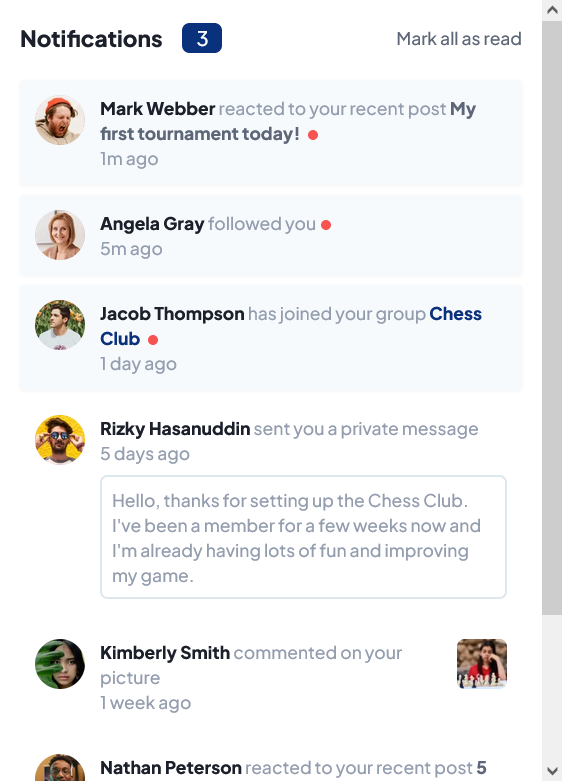 Notifications 3 Mark all as read
Mark Webber reacted to your recent post My
first tournament today!
1m ago
Angela Gray followed you
5m ago
Jacob Thompson has joined your group Chess
Club
1 day ago
Rizky Hasanuddin sent you a private message
5 days ago
Hello, thanks for setting up the Chess Club.
I've been a member for a few weeks now and
I'm already having lots of fun and improving
my game.
Kimberly Smith commented on your
picture
1 week ago
Nathan Peterson reacted to your recent post 5